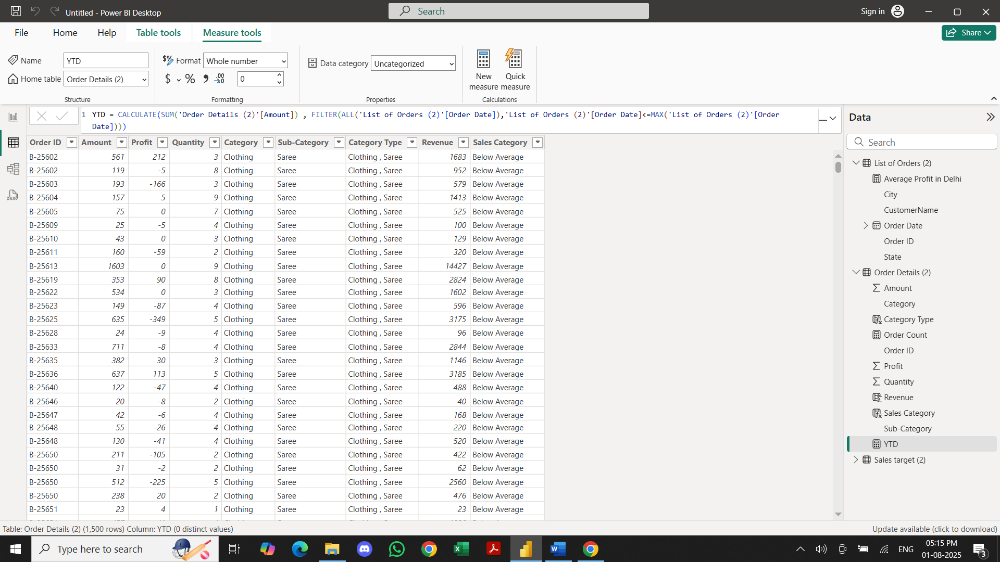 Untitled - Power BI Desktop
Search
Sign in
File Home Help Table tools Measure tools
Share
Name YTD
Home table Order Details (2)
Structure
$% Format Whole number
$ % , .00 →.0 0
Formatting
Data category Uncategorized
Properties
New measure
Quick measure
Calculations
1 YTD = CALCULATE(SUM('Order Details (2)'[Amount]) , FILTER(ALL('List of Orders (2)'[Order Date]),'List of Orders (2)'[Order Date]<=MAX('List of Orders (2)'[Order
Date])))
Order ID Amount Profit Quantity Category Sub-Category Category Type Revenue Sales Category
B-25602 561 212 3 Clothing Saree Clothing , Saree 1683 Below Average
B-25602 119 -5 8 Clothing Saree Clothing , Saree 952 Below Average
B-25603 193 -166 3 Clothing Saree Clothing , Saree 579 Below Average
B-25604 157 5 9 Clothing Saree Clothing , Saree 1413 Below Average
B-25605 75 0 7 Clothing Saree Clothing , Saree 525 Below Average
B-25609 25 -5 4 Clothing Saree Clothing , Saree 100 Below Average
B-25610 43 0 3 Clothing Saree Clothing , Saree 129 Below Average
B-25611 160 -59 2 Clothing Saree Clothing , Saree 320 Below Average
B-25613 1603 0 9 Clothing Saree Clothing , Saree 14427 Below Average
B-25619 353 90 8 Clothing Saree Clothing , Saree 2824 Below Average
B-25622 534 0 3 Clothing Saree Clothing , Saree 1602 Below Average
B-25623 149 -87 4 Clothing Saree Clothing , Saree 596 Below Average
B-25625 635 -349 5 Clothing Saree Clothing , Saree 3175 Below Average
B-25628 24 -9 4 Clothing Saree Clothing , Saree 96 Below Average
B-25633 711 -8 4 Clothing Saree Clothing , Saree 2844 Below Average
B-25635 382 30 3 Clothing Saree Clothing , Saree 1146 Below Average
B-25636 637 113 5 Clothing Saree Clothing , Saree 3185 Below Average
B-25640 122 -47 4 Clothing Saree Clothing , Saree 488 Below Average
B-25646 20 -8 2 Clothing Saree Clothing , Saree 40 Below Average
B-25647 42 -6 4 Clothing Saree Clothing , Saree 168 Below Average
B-25648 55 -26 4 Clothing Saree Clothing , Saree 220 Below Average
B-25648 130 -41 4 Clothing Saree Clothing , Saree 520 Below Average
B-25650 211 -105 2 Clothing Saree Clothing , Saree 422 Below Average
B-25650 31 -2 2 Clothing Saree Clothing , Saree 62 Below Average
B-25650 512 -225 5 Clothing Saree Clothing , Saree 2560 Below Average
B-25650 238 20 2 Clothing Saree Clothing , Saree 476 Below Average
B-25651 23 4 1 Clothing Saree Clothing , Saree 23 Below Average
DAX
Data
Search
List of Orders (2)
Average Profit in Delhi
City
CustomerName
Order Date
Order ID
State
Order Details (2)
Amount
Category
Category Type
Order Count
Order ID
Profit
Quantity
Revenue
Sales Category
Sub-Category
YTD
Sales target (2)
Table: Order Details (2) (1,500 rows) Column: YTD (0 distinct values)
Update available (click to download)
Type here to search
ENG
05:15 PM
01-08-2025
3